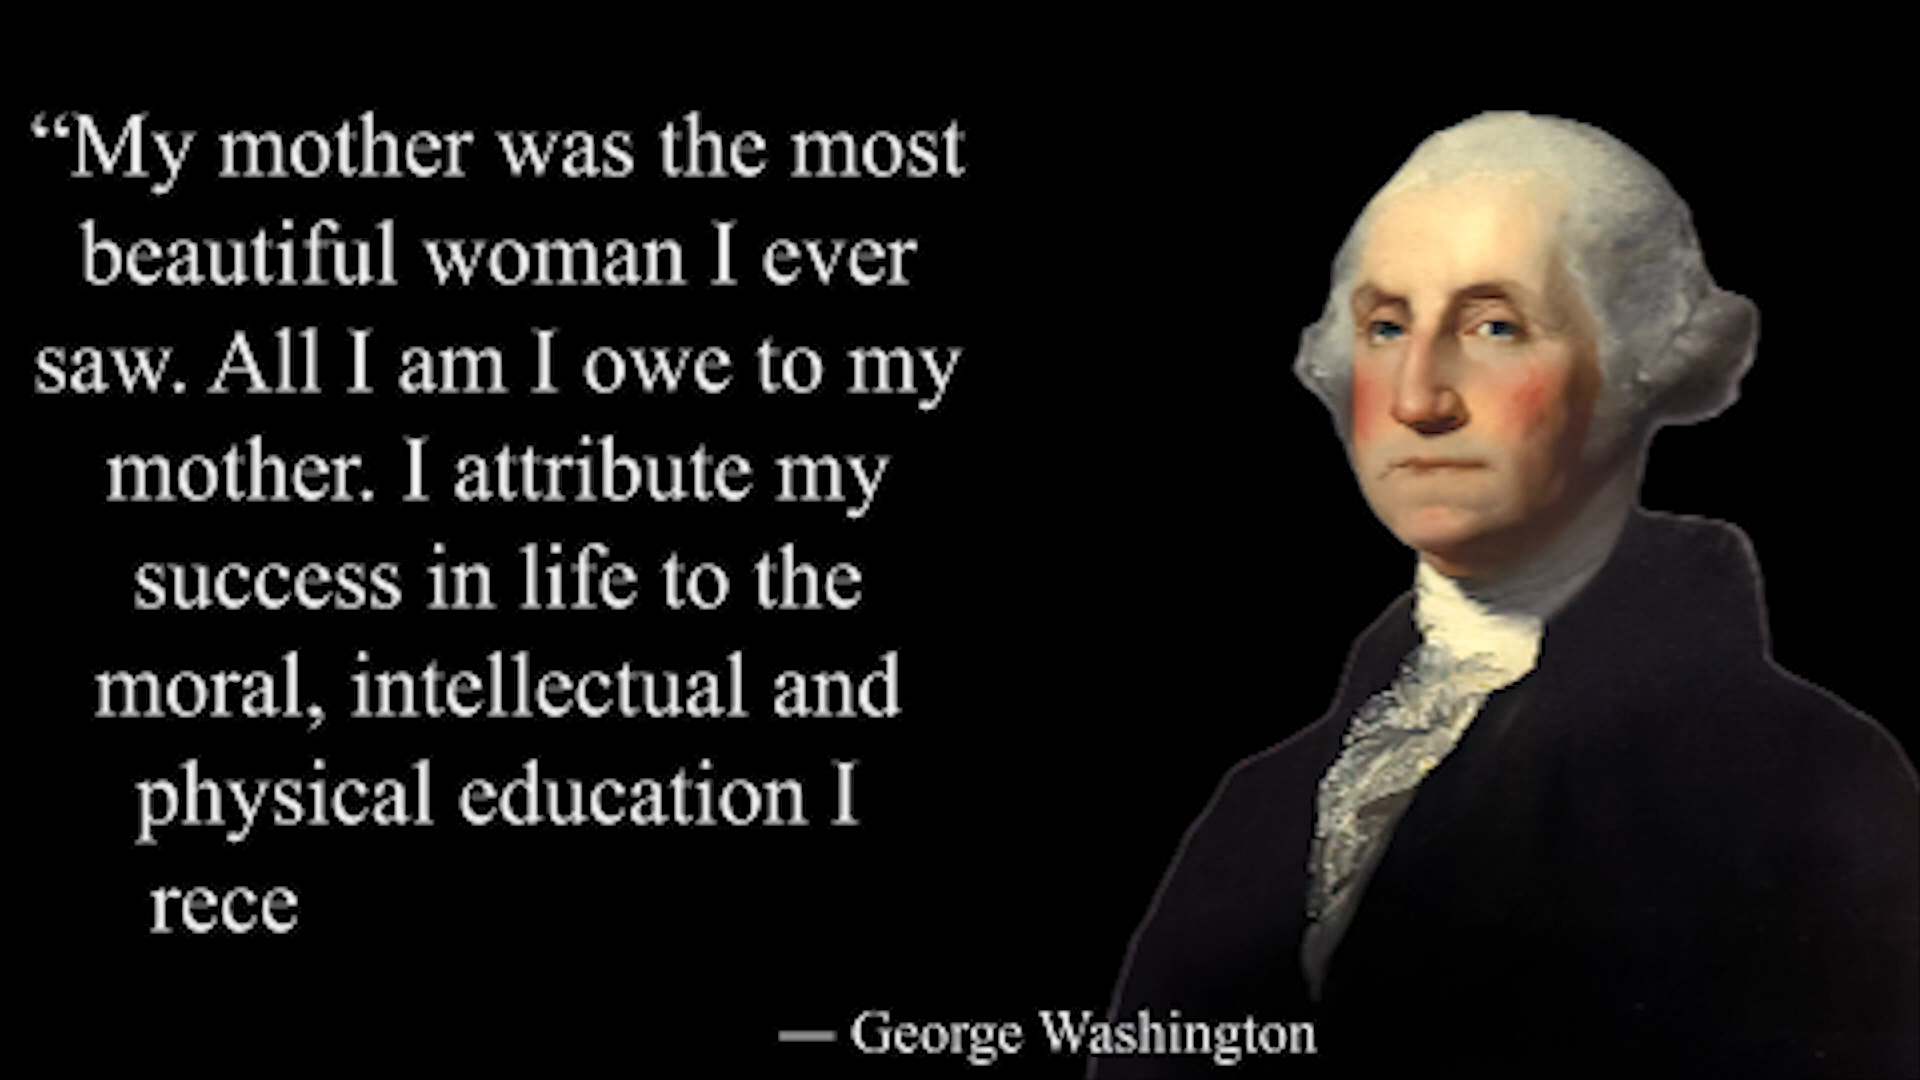 “My mother was the most
beautiful woman I ever
saw. All I am I owe to my
mother. I attribute my
success in life to the
moral, intellectual and
physical education I
rece
— George Washington